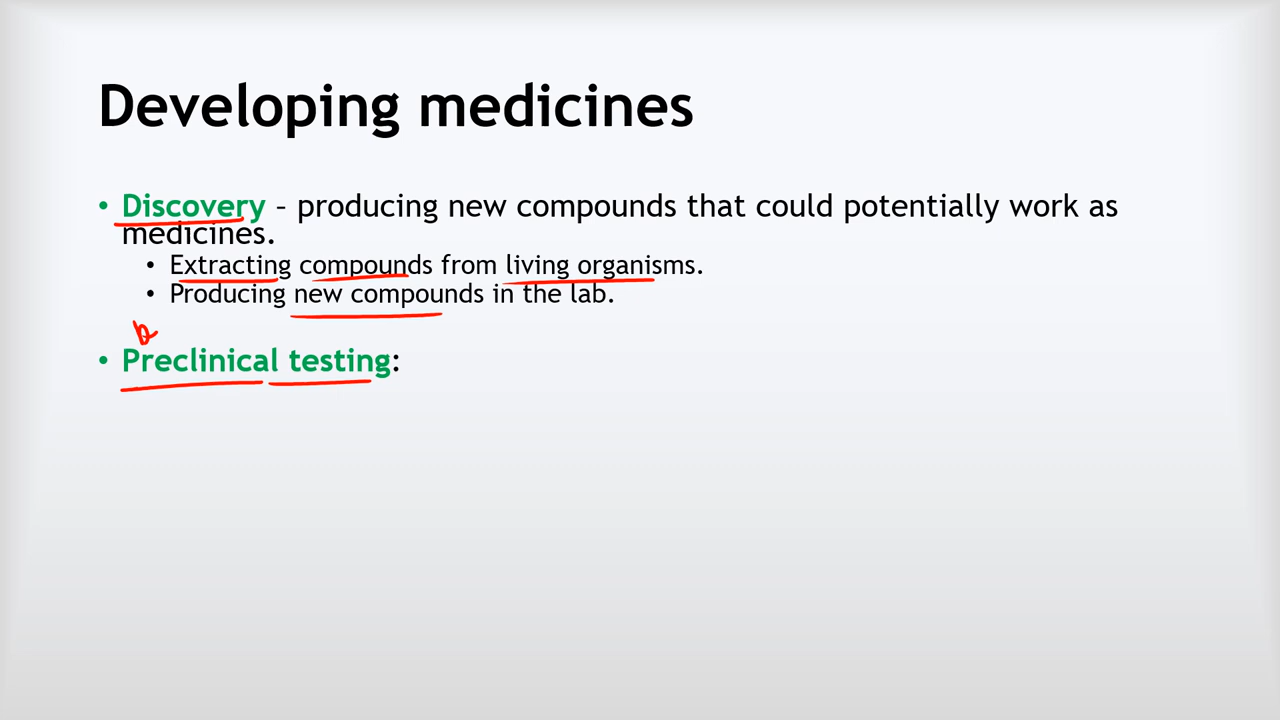 Developing medicines
• Discovery – producing new compounds that could potentially work as
medicines.
• Extracting compounds from living organisms.
• Producing new compounds in the lab.
• Preclinical testing: